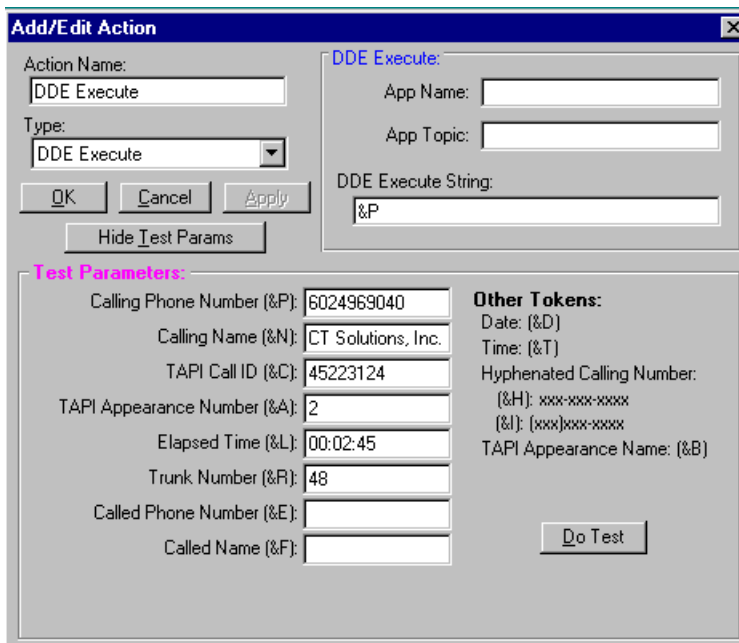 Add/Edit Action
Action Name:
DDE Execute
Type:
DDE Execute
OK Cancel Apply
Hide Test Params
DDE Execute:
App Name:
App Topic:
DDE Execute String:
&P
Test Parameters:
Calling Phone Number (&P): 6024969040
Calling Name (&N): CT Solutions, Inc.
TAPI Call ID (&C): 45223124
TAPI Appearance Number (&A): 2
Elapsed Time (&L): 00:02:45
Trunk Number (&R): 48
Called Phone Number (&E):
Called Name (&F):
Other Tokens:
Date: (&D)
Time: (&T)
Hyphenated Calling Number:
(&H): xxx-xxx-xxxx
(&I): (xxx)xxx-xxxx
TAPI Appearance Name: (&B)
Do Test